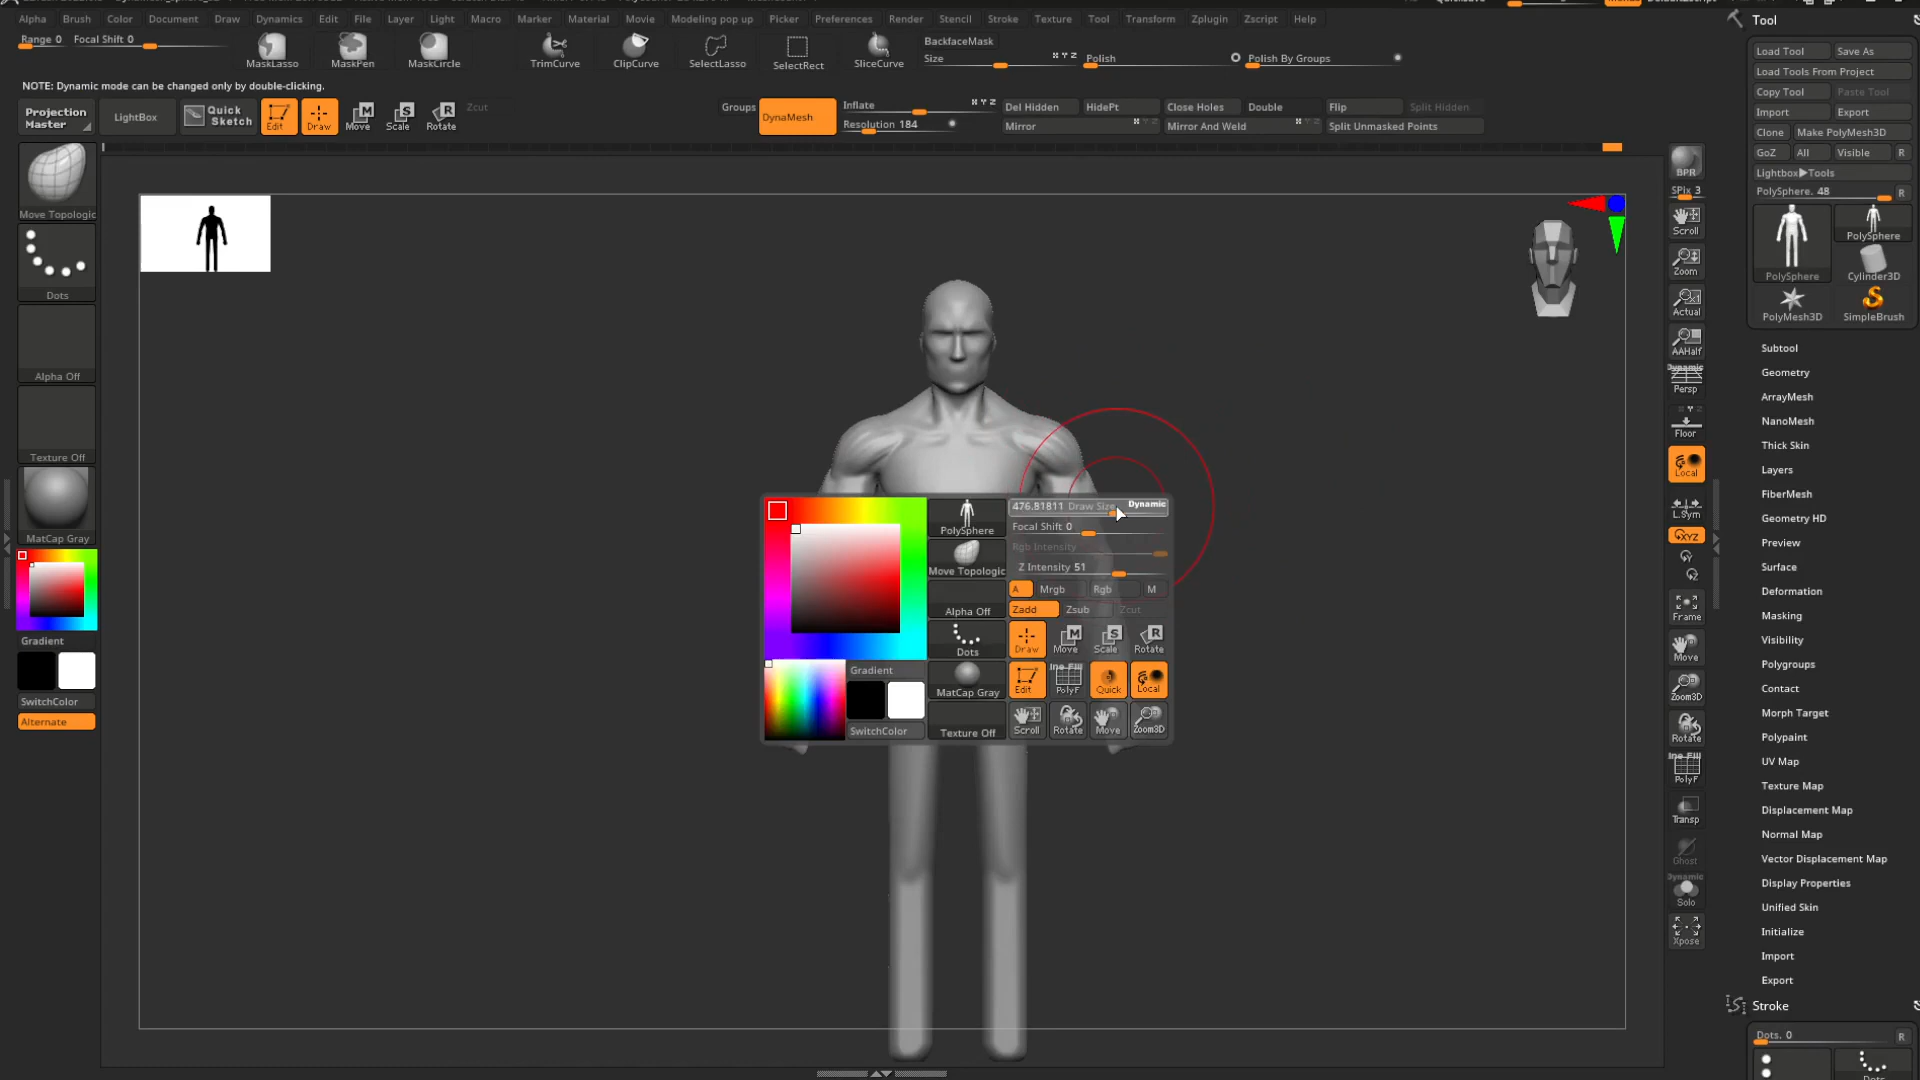 Alpha Brush Color Document Draw Dynamics Edit File Layer Light Macro Marker Material Movie Modeling pop up Picker Preferences Render Stencil Stroke Texture Tool Transform Zplugin Zscript Help
Range 0 Focal Shift 0
MaskLasso MaskPen MaskCircle TrimCurve ClipCurve SelectLasso SelectRect SliceCurve
BackfaceMask
Size Polish Polish By Groups
NOTE: Dynamic mode can be changed only by double-clicking.
Projection Master
LightBox
Quick Sketch
Edit Draw Move Scale Rotate
Zcut
Groups DynaMesh
Inflate
Resolution 184
Del Hidden HidePt Close Holes Double Flip Split Hidden
Mirror Mirror And Weld Split Unmasked Points
Move Topologic
Dots
Alpha Off
Texture Off
MatCap Gray
Gradient
SwitchColor
Alternate
PolySphere
Move Topologic
Alpha Off
Dots
MatCap Gray
Texture Off
Gradient
SwitchColor
476.81811 Draw Size Dynamic
Focal Shift 0
Rgb Intensity
Z Intensity 51
A Mrgb Rgb M
Zadd Zsub Zcut
Draw Move Scale Rotate
Edit PolyF Quick Local
Scroll Rotate Move Zoom3D
BPR
SPix 3
Scroll
Zoom
Actual
AAHalf
Dynamic
Persp
Floor
Local
L.Sym
XYZ
Frame
Move
Zoom3D
Rotate
PolyF
Transp
Ghost
Dynamic
Solo
Xpose
Tool
Load Tool Save As
Load Tools From Project
Copy Tool Paste Tool
Import Export
Clone Make PolyMesh3D
GoZ All Visible R
Lightbox▶Tools
PolySphere. 48 R
PolySphere PolySphere
Cylinder3D
PolyMesh3D SimpleBrush
Subtool
Geometry
ArrayMesh
NanoMesh
Thick Skin
Layers
FiberMesh
Geometry HD
Preview
Surface
Deformation
Masking
Visibility
Polygroups
Contact
Morph Target
Polypaint
UV Map
Texture Map
Displacement Map
Normal Map
Vector Displacement Map
Display Properties
Unified Skin
Initialize
Import
Export
Stroke
Dots. 0 R